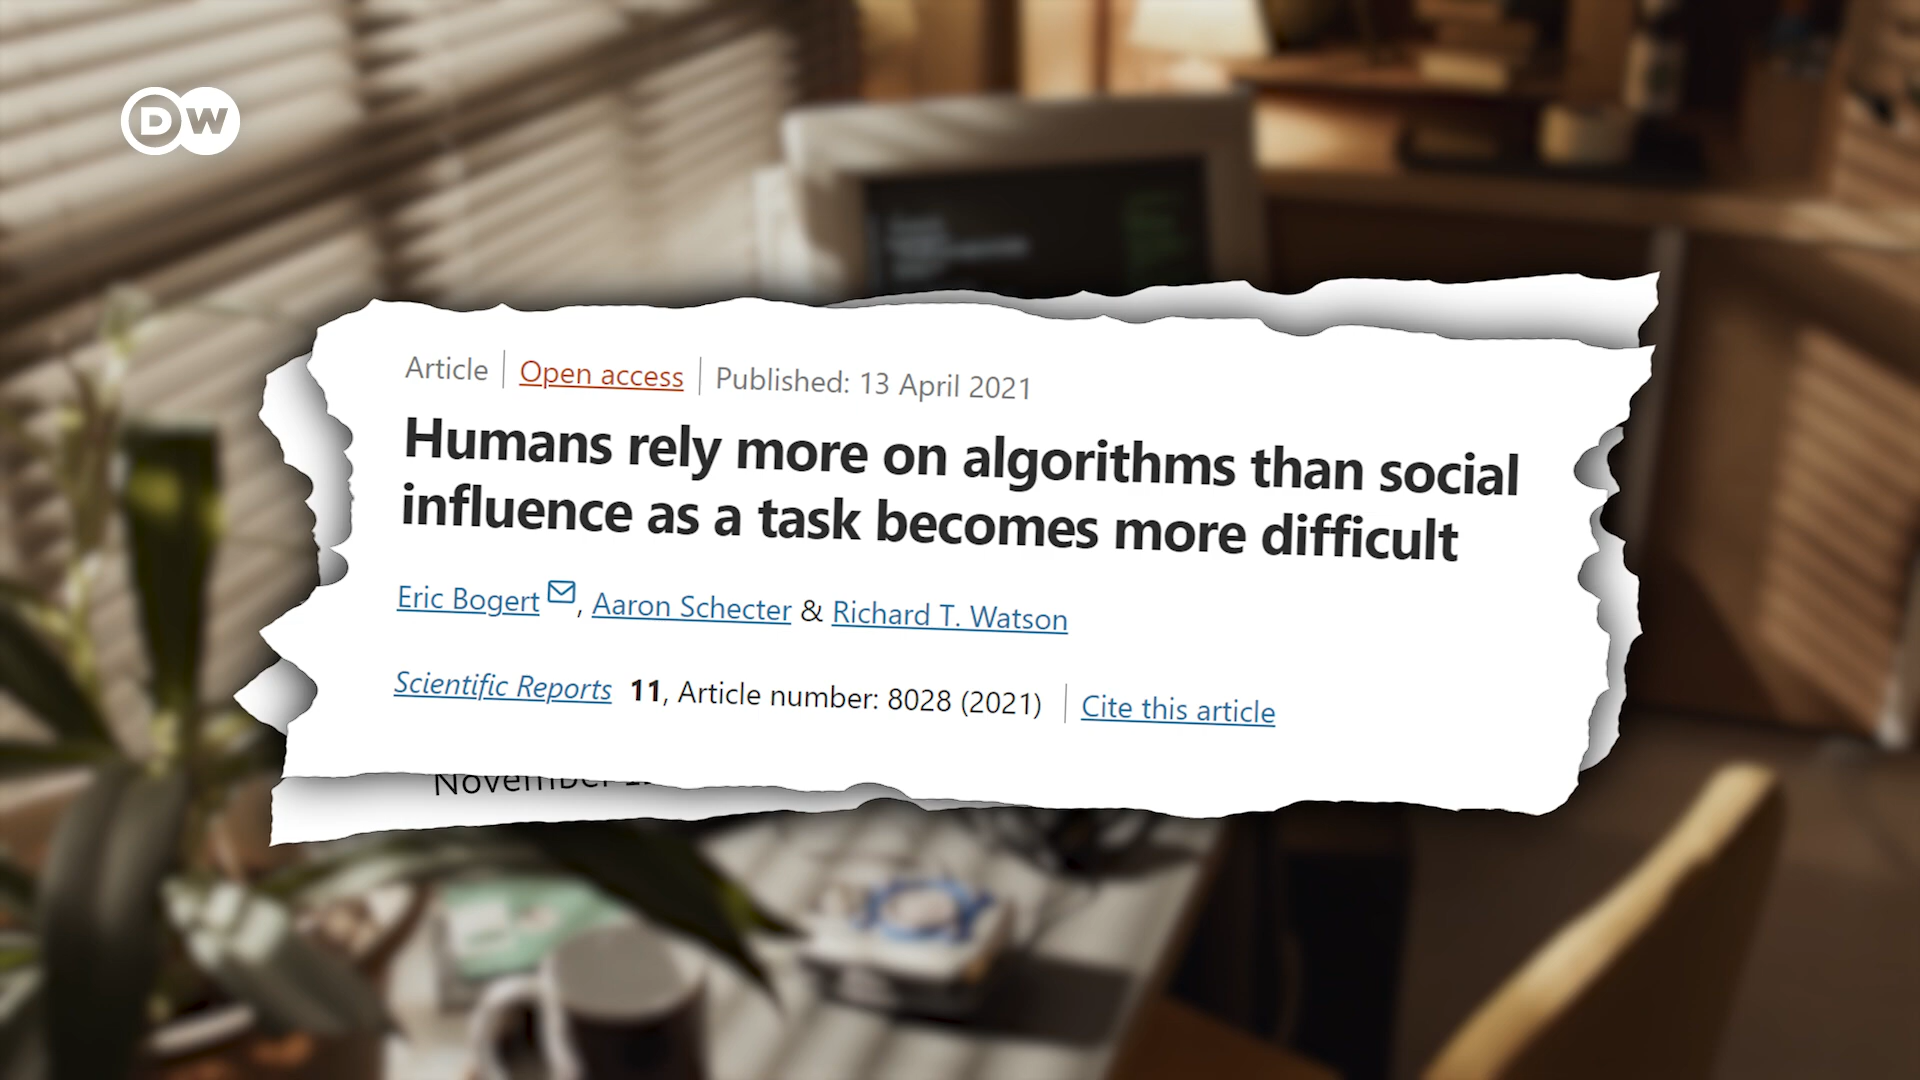 DW
Article | Open access | Published: 13 April 2021
Humans rely more on algorithms than social
influence as a task becomes more difficult
Eric Bogert, Aaron Schecter & Richard T. Watson
Scientific Reports 11, Article number: 8028 (2021) | Cite this article
November